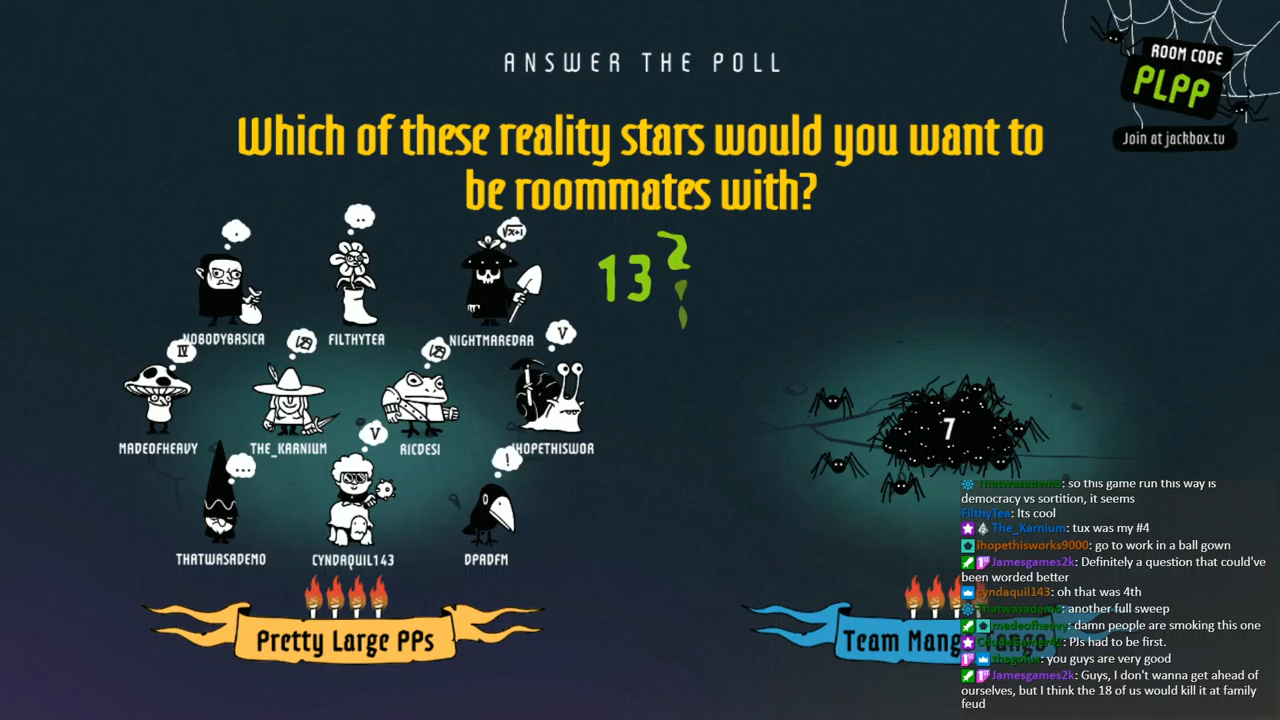 ANSWER THE POLL
ROOM CODE
PLPP
Join at jackbox.tv
Which of these reality stars would you want to
be roommates with?
13
2
√x+1
NOBODYBASICA
FILTHYTEA
NIGHTMAREDRA
IV
V
MADEOFHEAVY
THE_KARNIUM
RICDESI
IHOPETHISWOR
...
V
!
THATWASADEMO
CYNDAQUIL143
DPADFM
7
Pretty Large PPs
Team Mang
Thatwasademo: so this game run this way is
democracy vs sortition, it seems
FilthyTea: Its cool
The_Karnium: tux was my #4
ihopethisworks9000: go to work in a ball gown
Jamesgames2k: Definitely a question that could've
been worded better
cyndaquil143: oh that was 4th
Thatwasademo: another full sweep
madeofheavy: damn people are smoking this one
Pls had to be first.
you guys are very good
Jamesgames2k: Guys, I don't wanna get ahead of
ourselves, but I think the 18 of us would kill it at family
feud